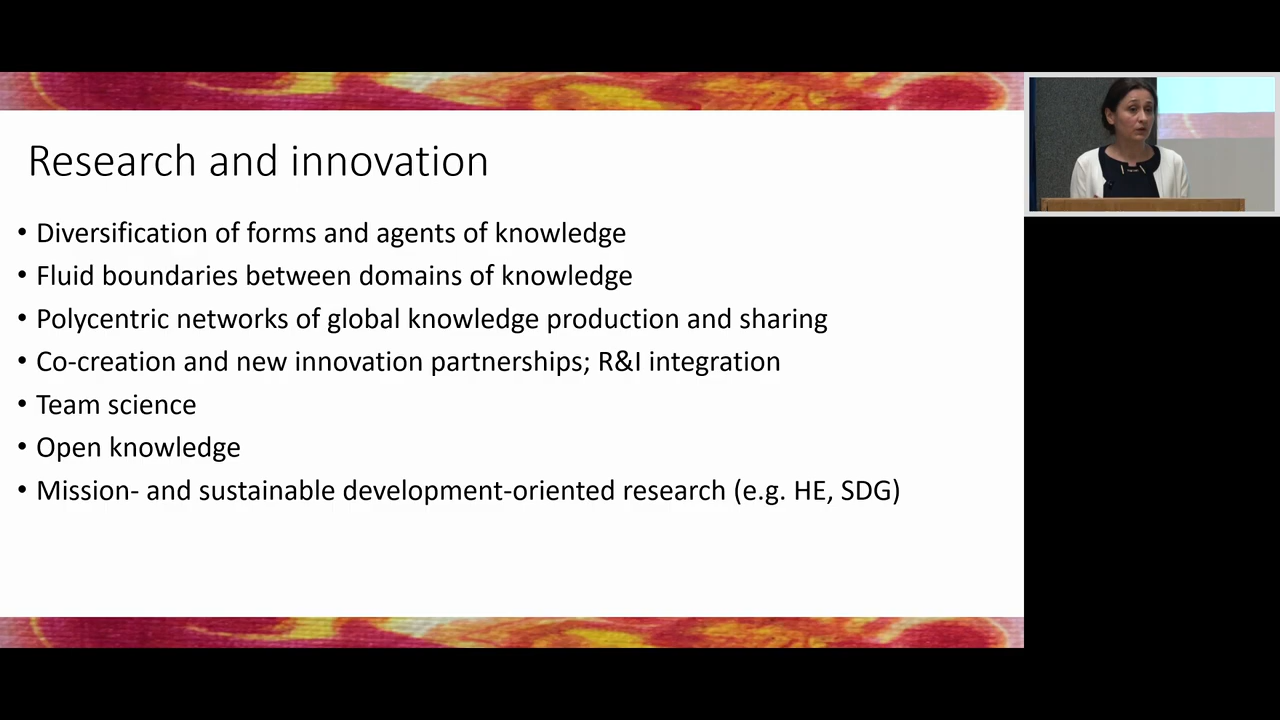 Research and innovation
• Diversification of forms and agents of knowledge
• Fluid boundaries between domains of knowledge
• Polycentric networks of global knowledge production and sharing
• Co-creation and new innovation partnerships; R&I integration
• Team science
• Open knowledge
• Mission- and sustainable development-oriented research (e.g. HE, SDG)